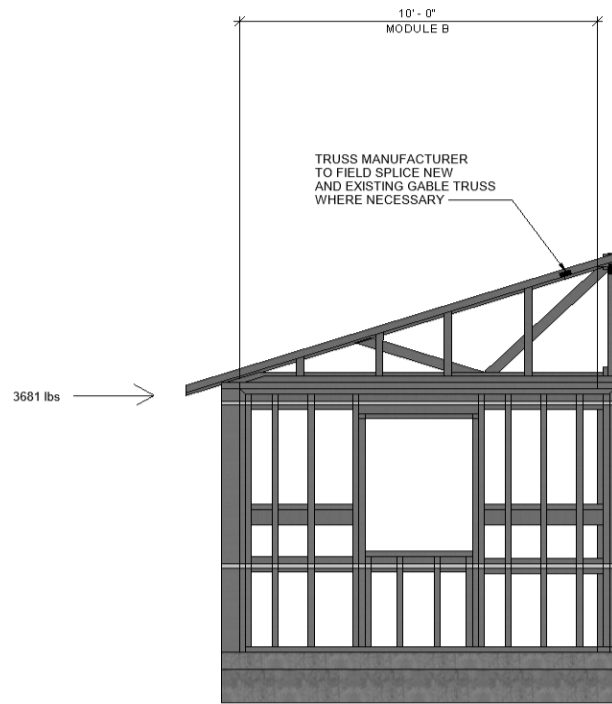 10' - 0"
MODULE B
TRUSS MANUFACTURER
TO FIELD SPLICE NEW
AND EXISTING GABLE TRUSS
WHERE NECESSARY
3681 lbs